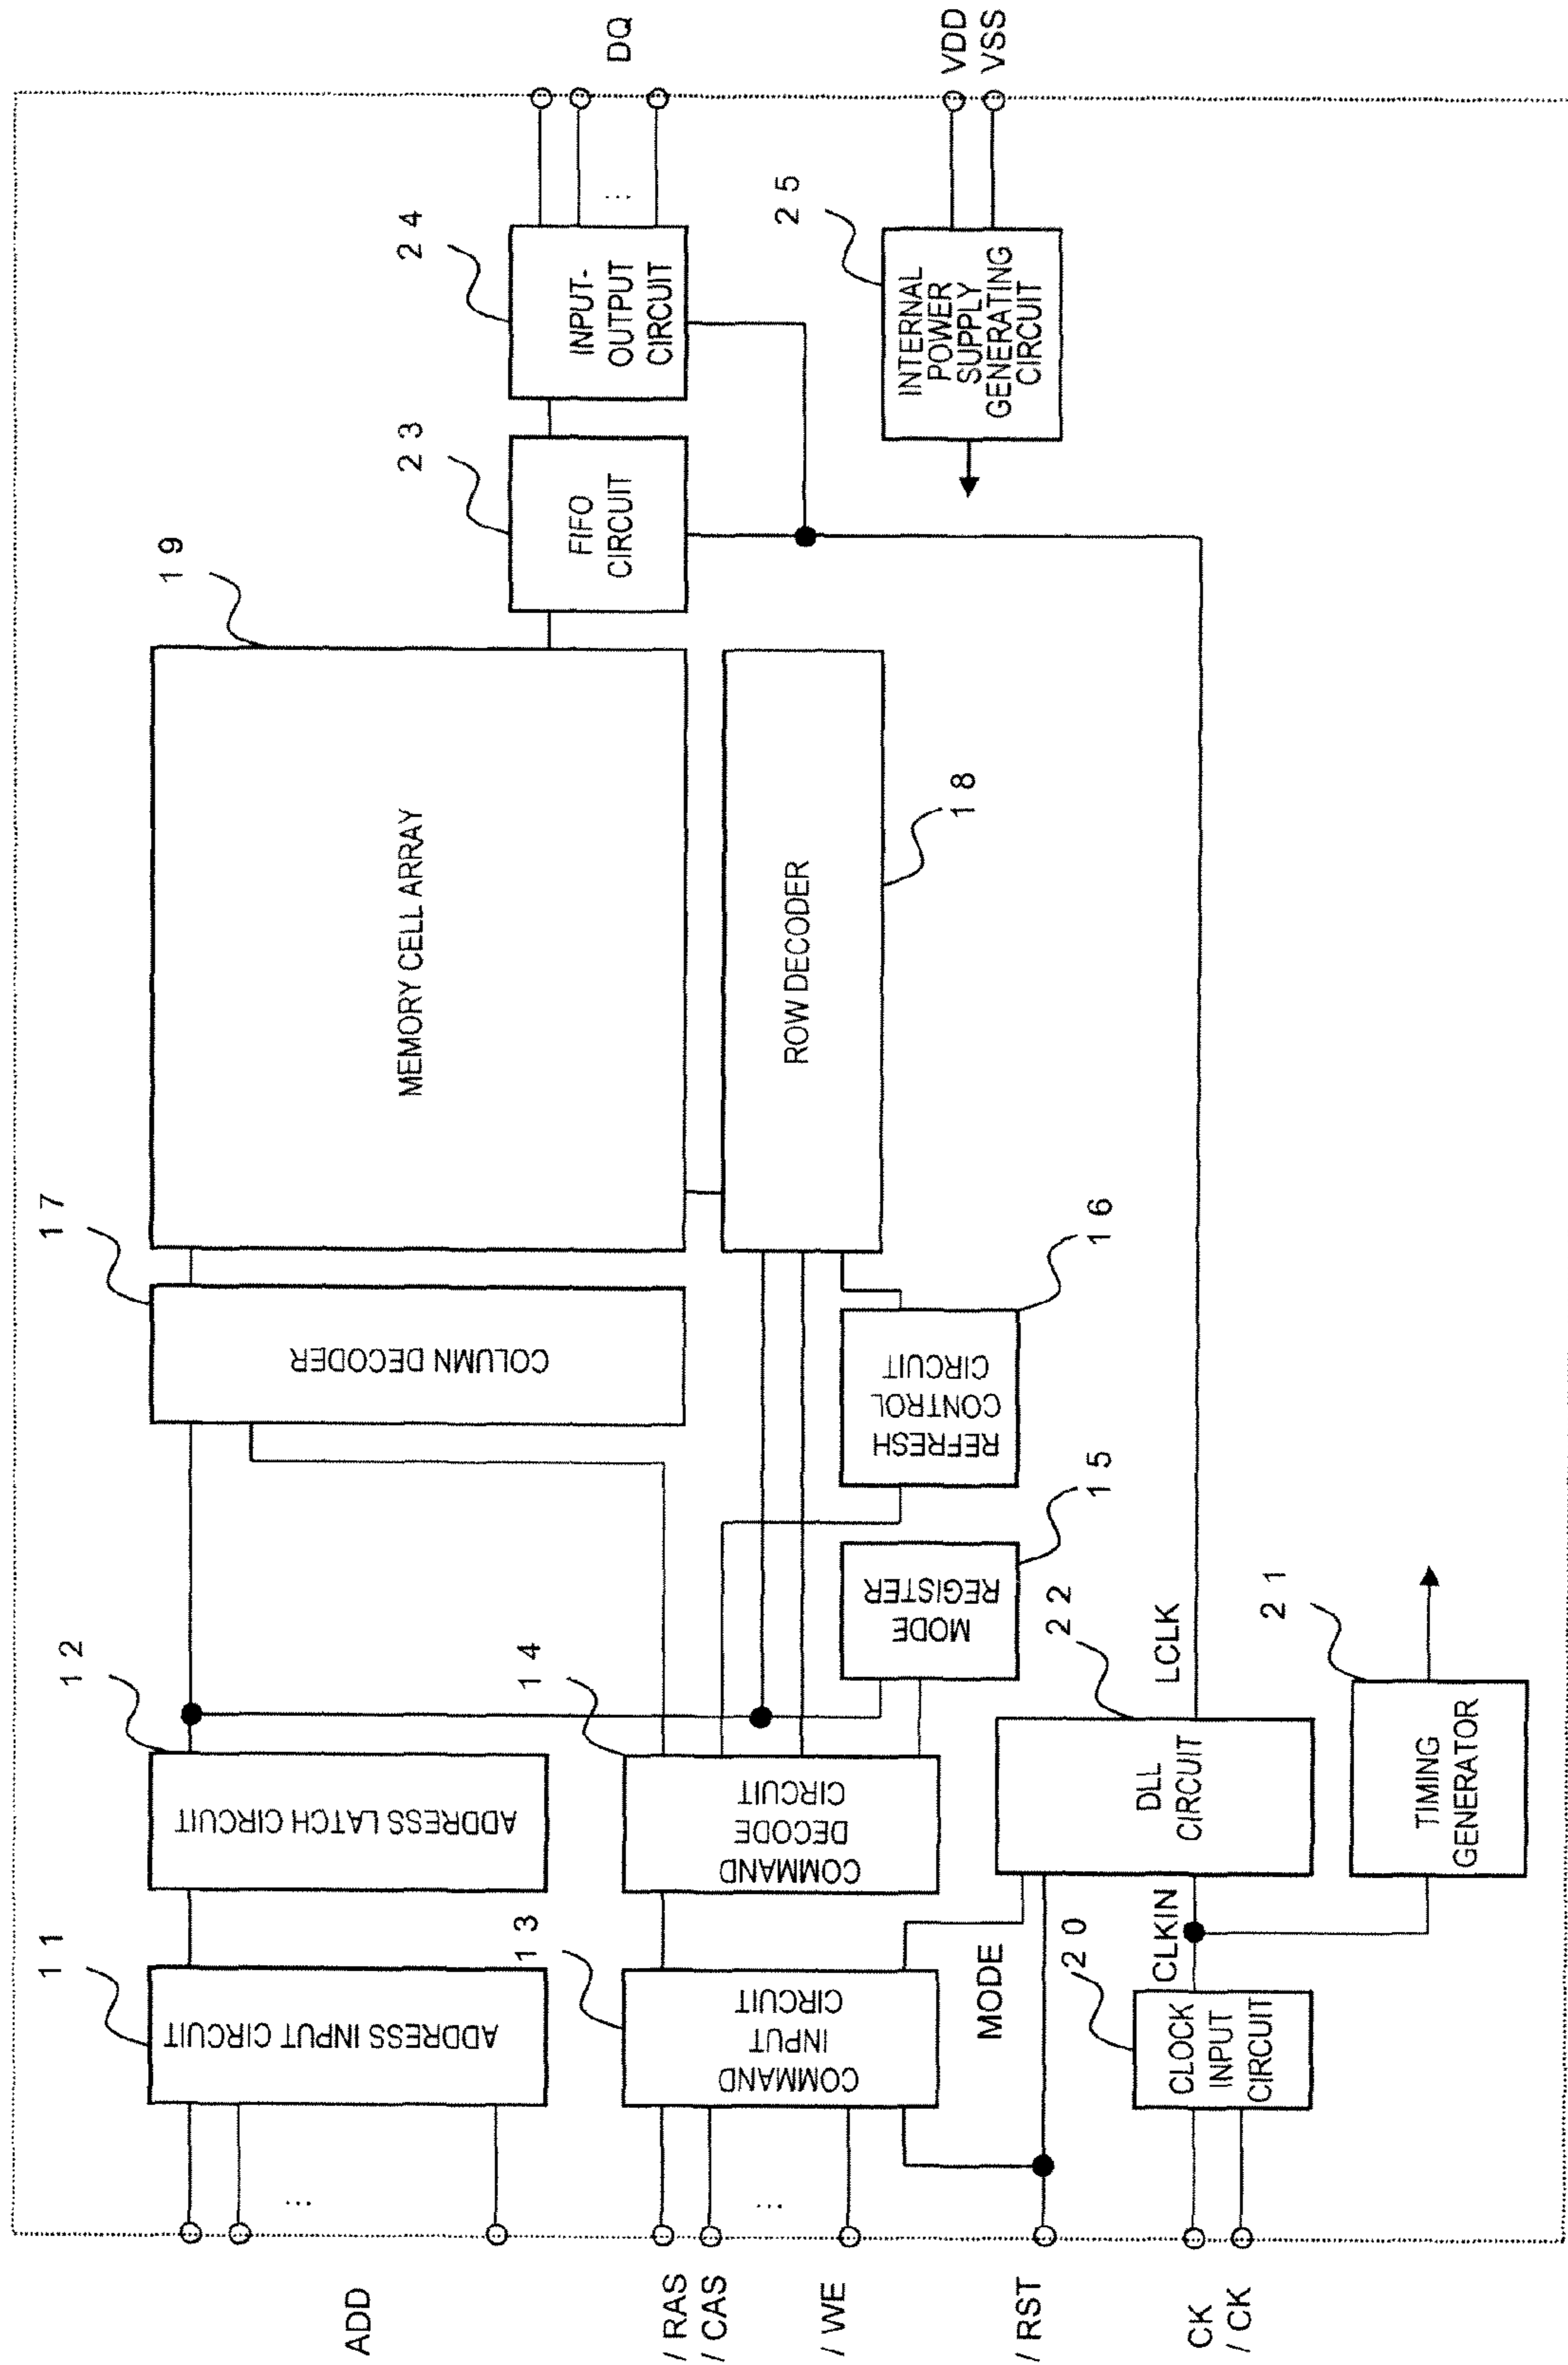 ADD
/ RAS
/ CAS
/ WE
/ RST
CK
/ CK
...
...
11
ADDRESS INPUT CIRCUIT
12
ADDRESS LATCH CIRCUIT
13
COMMAND
INPUT
CIRCUIT
14
COMMAND
DECODE
CIRCUIT
MODE
20
CLOCK
INPUT
CIRCUIT
CLKIN
22
DLL
CIRCUIT
LCLK
21
TIMING
GENERATOR
15
MODE
REGISTER
16
REFRESH
CONTROL
CIRCUIT
17
COLUMN DECODER
19
MEMORY CELL ARRAY
18
ROW DECODER
23
FIFO
CIRCUIT
24
INPUT-
OUTPUT
CIRCUIT
...
DQ
25
INTERNAL
POWER
SUPPLY
GENERATING
CIRCUIT
VDD
VSS